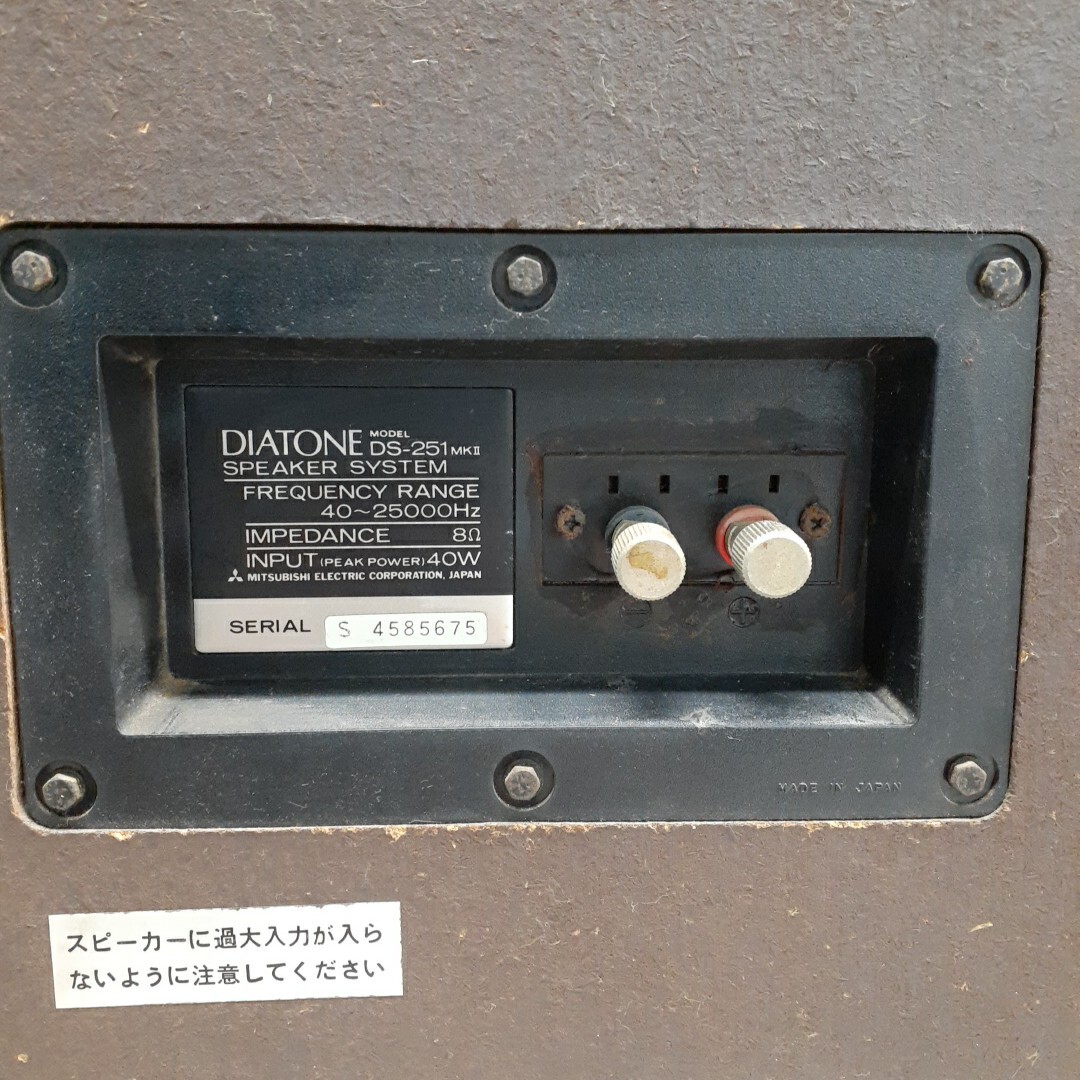 DIATONE MODEL DS-251 MKII
SPEAKER SYSTEM
FREQUENCY RANGE
40~25000Hz
IMPEDANCE 8Ω
INPUT (PEAK POWER) 40W
MITSUBISHI ELECTRIC CORPORATION, JAPAN
SERIAL S 4585675
⊖ ⊕
MADE IN JAPAN
スピーカーに過大入力が入ら
ないように注意してください